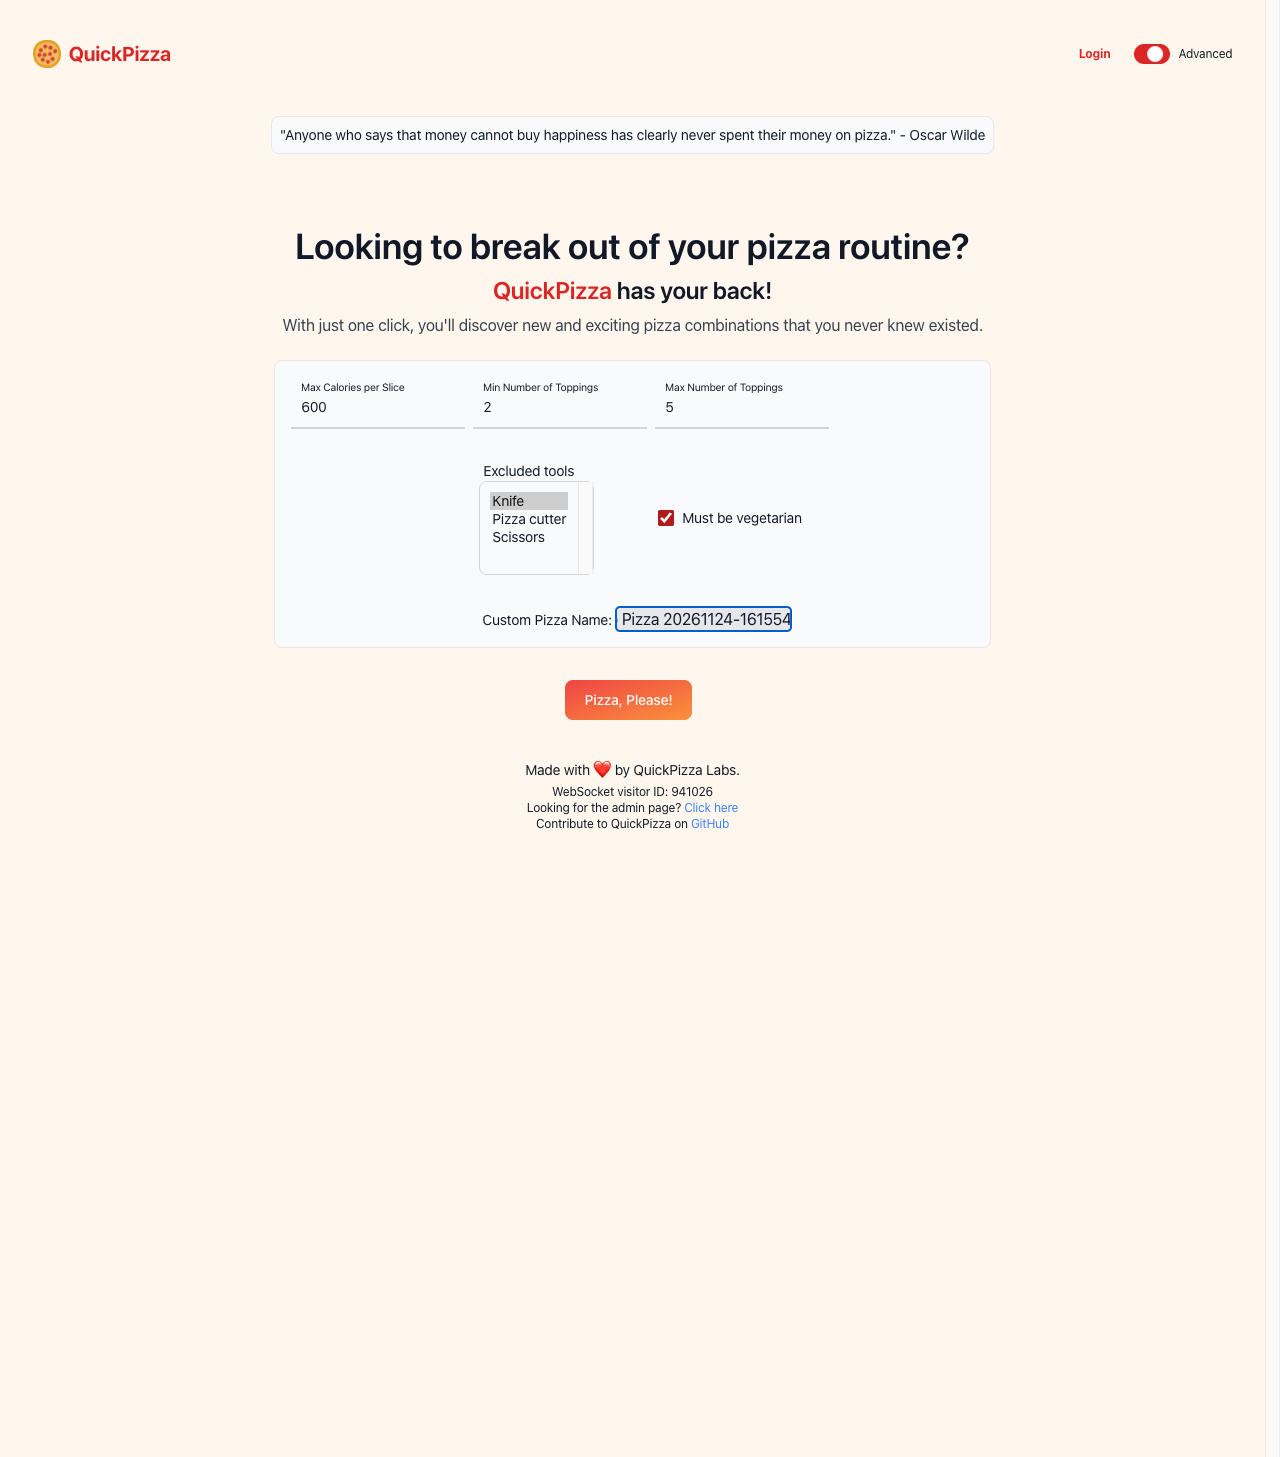 QuickPizza
Login
Advanced
"Anyone who says that money cannot buy happiness has clearly never spent their money on pizza." - Oscar Wilde
Looking to break out of your pizza routine?
QuickPizza has your back!
With just one click, you'll discover new and exciting pizza combinations that you never knew existed.
Max Calories per Slice
Min Number of Toppings
Max Number of Toppings
600
2
5
Excluded tools
Knife
Pizza cutter
Scissors
Must be vegetarian
Custom Pizza Name: Pizza 20261124-161554
Pizza, Please!
Made with ❤️ by QuickPizza Labs.
WebSocket visitor ID: 941026
Looking for the admin page? Click here
Contribute to QuickPizza on GitHub